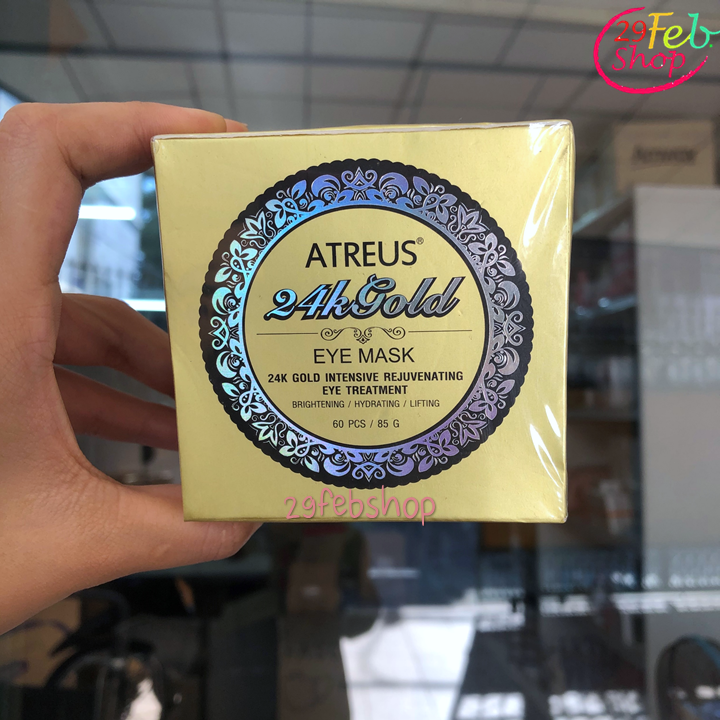 29Feb
Shop
ATREUS®
24kGold
EYE MASK
24K GOLD INTENSIVE REJUVENATING
EYE TREATMENT
BRIGHTENING / HYDRATING / LIFTING
60 PCS / 85 G
29febshop